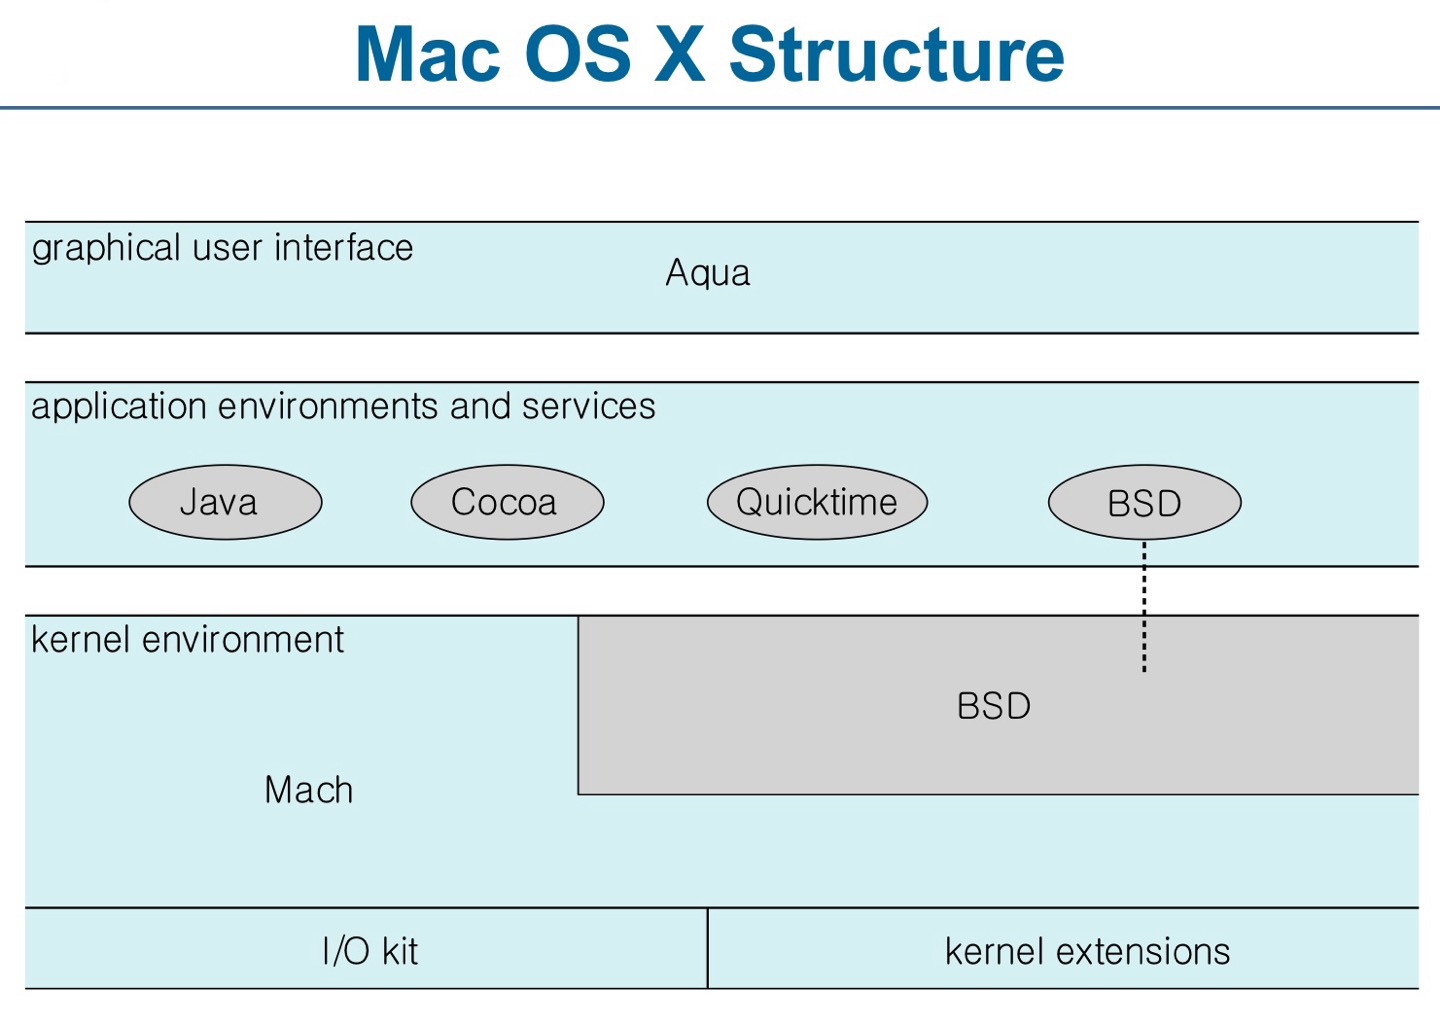 Mac OS X Structure
graphical user interface
Aqua
application environments and services
Java
Cocoa
Quicktime
BSD
kernel environment
BSD
Mach
I/O kit
kernel extensions